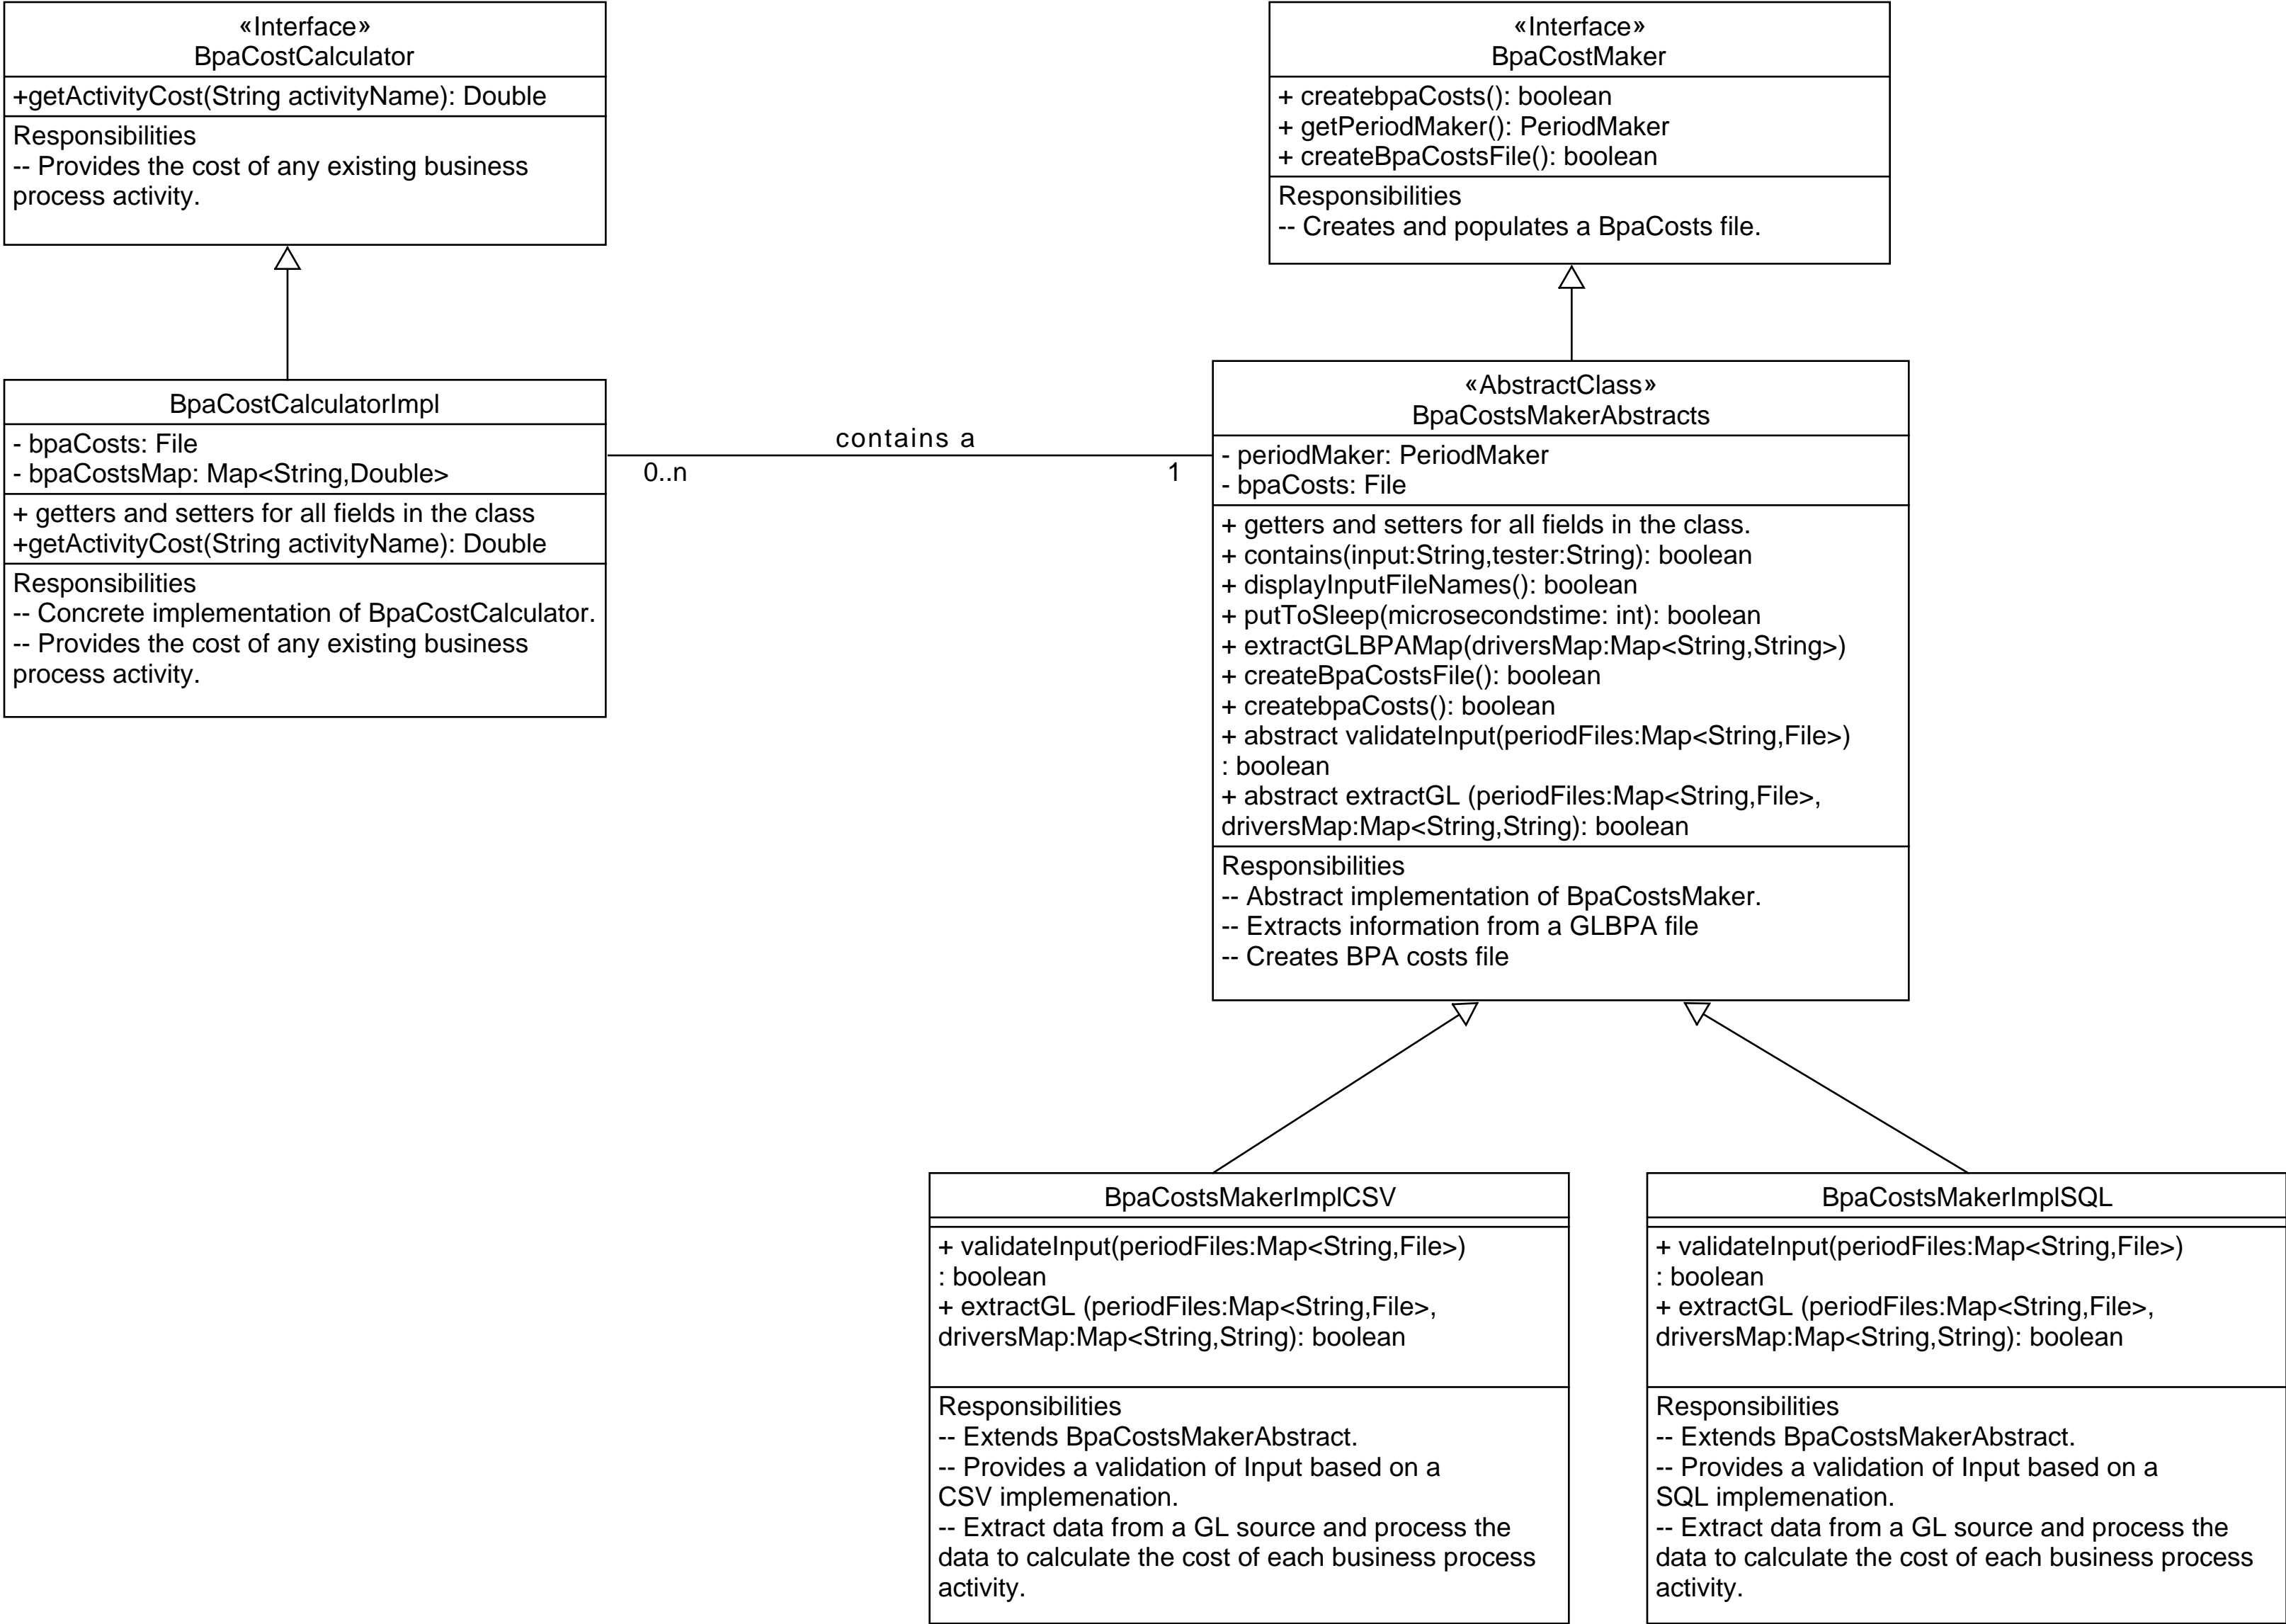 «Interface»
BpaCostCalculator
+getActivityCost(String activityName): Double
Responsibilities
-- Provides the cost of any existing business
process activity.
«Interface»
BpaCostMaker
+ createbpaCosts(): boolean
+ getPeriodMaker(): PeriodMaker
+ createBpaCostsFile(): boolean
Responsibilities
-- Creates and populates a BpaCosts file.
BpaCostCalculatorImpl
- bpaCosts: File
- bpaCostsMap: Map<String,Double>
+ getters and setters for all fields in the class
+getActivityCost(String activityName): Double
Responsibilities
-- Concrete implementation of BpaCostCalculator.
-- Provides the cost of any existing business
process activity.
contains a
0..n
1
«AbstractClass»
BpaCostsMakerAbstracts
- periodMaker: PeriodMaker
- bpaCosts: File
+ getters and setters for all fields in the class.
+ contains(input:String,tester:String): boolean
+ displayInputFileNames(): boolean
+ putToSleep(microsecondstime: int): boolean
+ extractGLBPAMap(driversMap:Map<String,String>)
+ createBpaCostsFile(): boolean
+ createbpaCosts(): boolean
+ abstract validateInput(periodFiles:Map<String,File>)
: boolean
+ abstract extractGL (periodFiles:Map<String,File>,
driversMap:Map<String,String): boolean
Responsibilities
-- Abstract implementation of BpaCostsMaker.
-- Extracts information from a GLBPA file
-- Creates BPA costs file
BpaCostsMakerImplCSV
+ validateInput(periodFiles:Map<String,File>)
: boolean
+ extractGL (periodFiles:Map<String,File>,
driversMap:Map<String,String): boolean
Responsibilities
-- Extends BpaCostsMakerAbstract.
-- Provides a validation of Input based on a
CSV implemenation.
-- Extract data from a GL source and process the
data to calculate the cost of each business process
activity.
BpaCostsMakerImplSQL
+ validateInput(periodFiles:Map<String,File>)
: boolean
+ extractGL (periodFiles:Map<String,File>,
driversMap:Map<String,String): boolean
Responsibilities
-- Extends BpaCostsMakerAbstract.
-- Provides a validation of Input based on a
SQL implemenation.
-- Extract data from a GL source and process the
data to calculate the cost of each business process
activity.